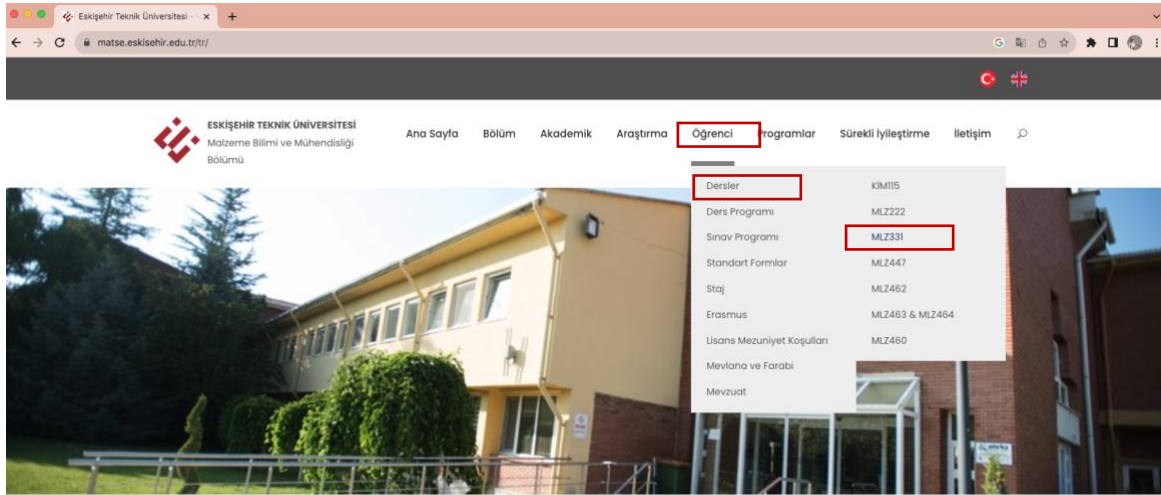 Eskişehir Teknik Üniversitesi -
matse.eskisehir.edu.tr/tr/
ESKİŞEHİR TEKNİK ÜNİVERSİTESİ
Malzeme Bilimi ve Mühendisliği
Bölümü
Ana Sayfa
Bölüm
Akademik
Araştırma
Öğrenci
Programlar
Sürekli İyileştirme
İletişim
Dersler
Ders Programı
Sınav Programı
Standart Formlar
Staj
Erasmus
Lisans Mezuniyet Koşulları
Mevlana ve Farabi
Mevzuat
KİM115
MLZ222
MLZ331
MLZ447
MLZ462
MLZ463 & MLZ464
MLZ460